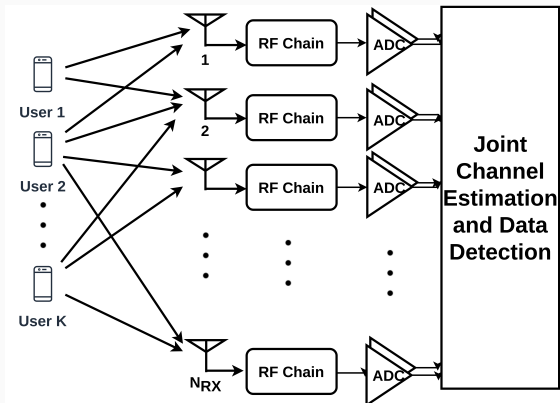 User 1
User 2
User K
1
2
NRX
RF Chain
RF Chain
RF Chain
RF Chain
ADC
ADC
ADC
ADC
Joint
Channel
Estimation
and Data
Detection